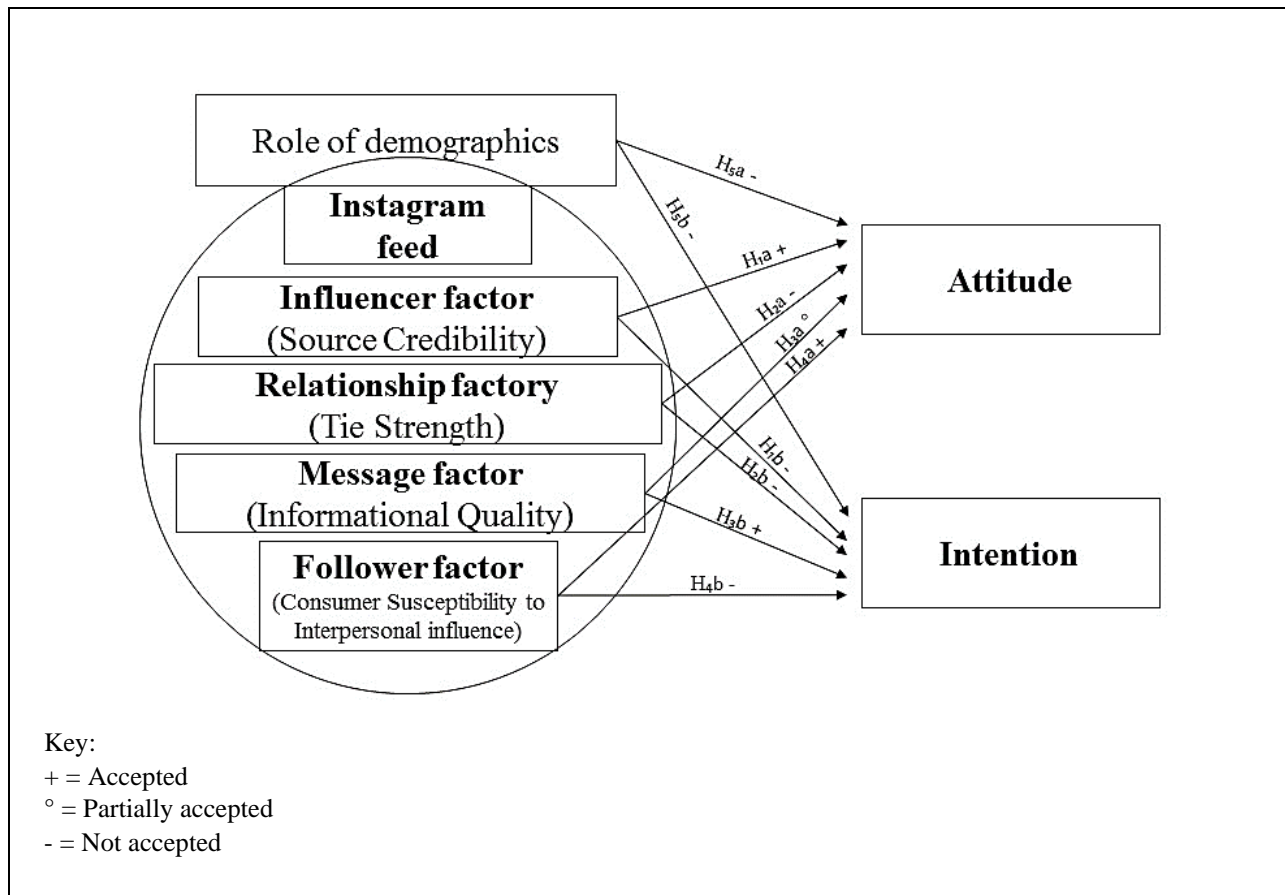 Role of demographics
Instagram
feed
Influencer factor
(Source Credibility)
Relationship factory
(Tie Strength)
Message factor
(Informational Quality)
Follower factor
(Consumer Susceptibility to
Interpersonal influence)
H₅a -
H₅b -
H₁a +
H₂a -
H₃a °
H₄a +
H₁b -
H₂b -
H₃b +
H₄b -
Attitude
Intention
Key:
+ = Accepted
° = Partially accepted
- = Not accepted